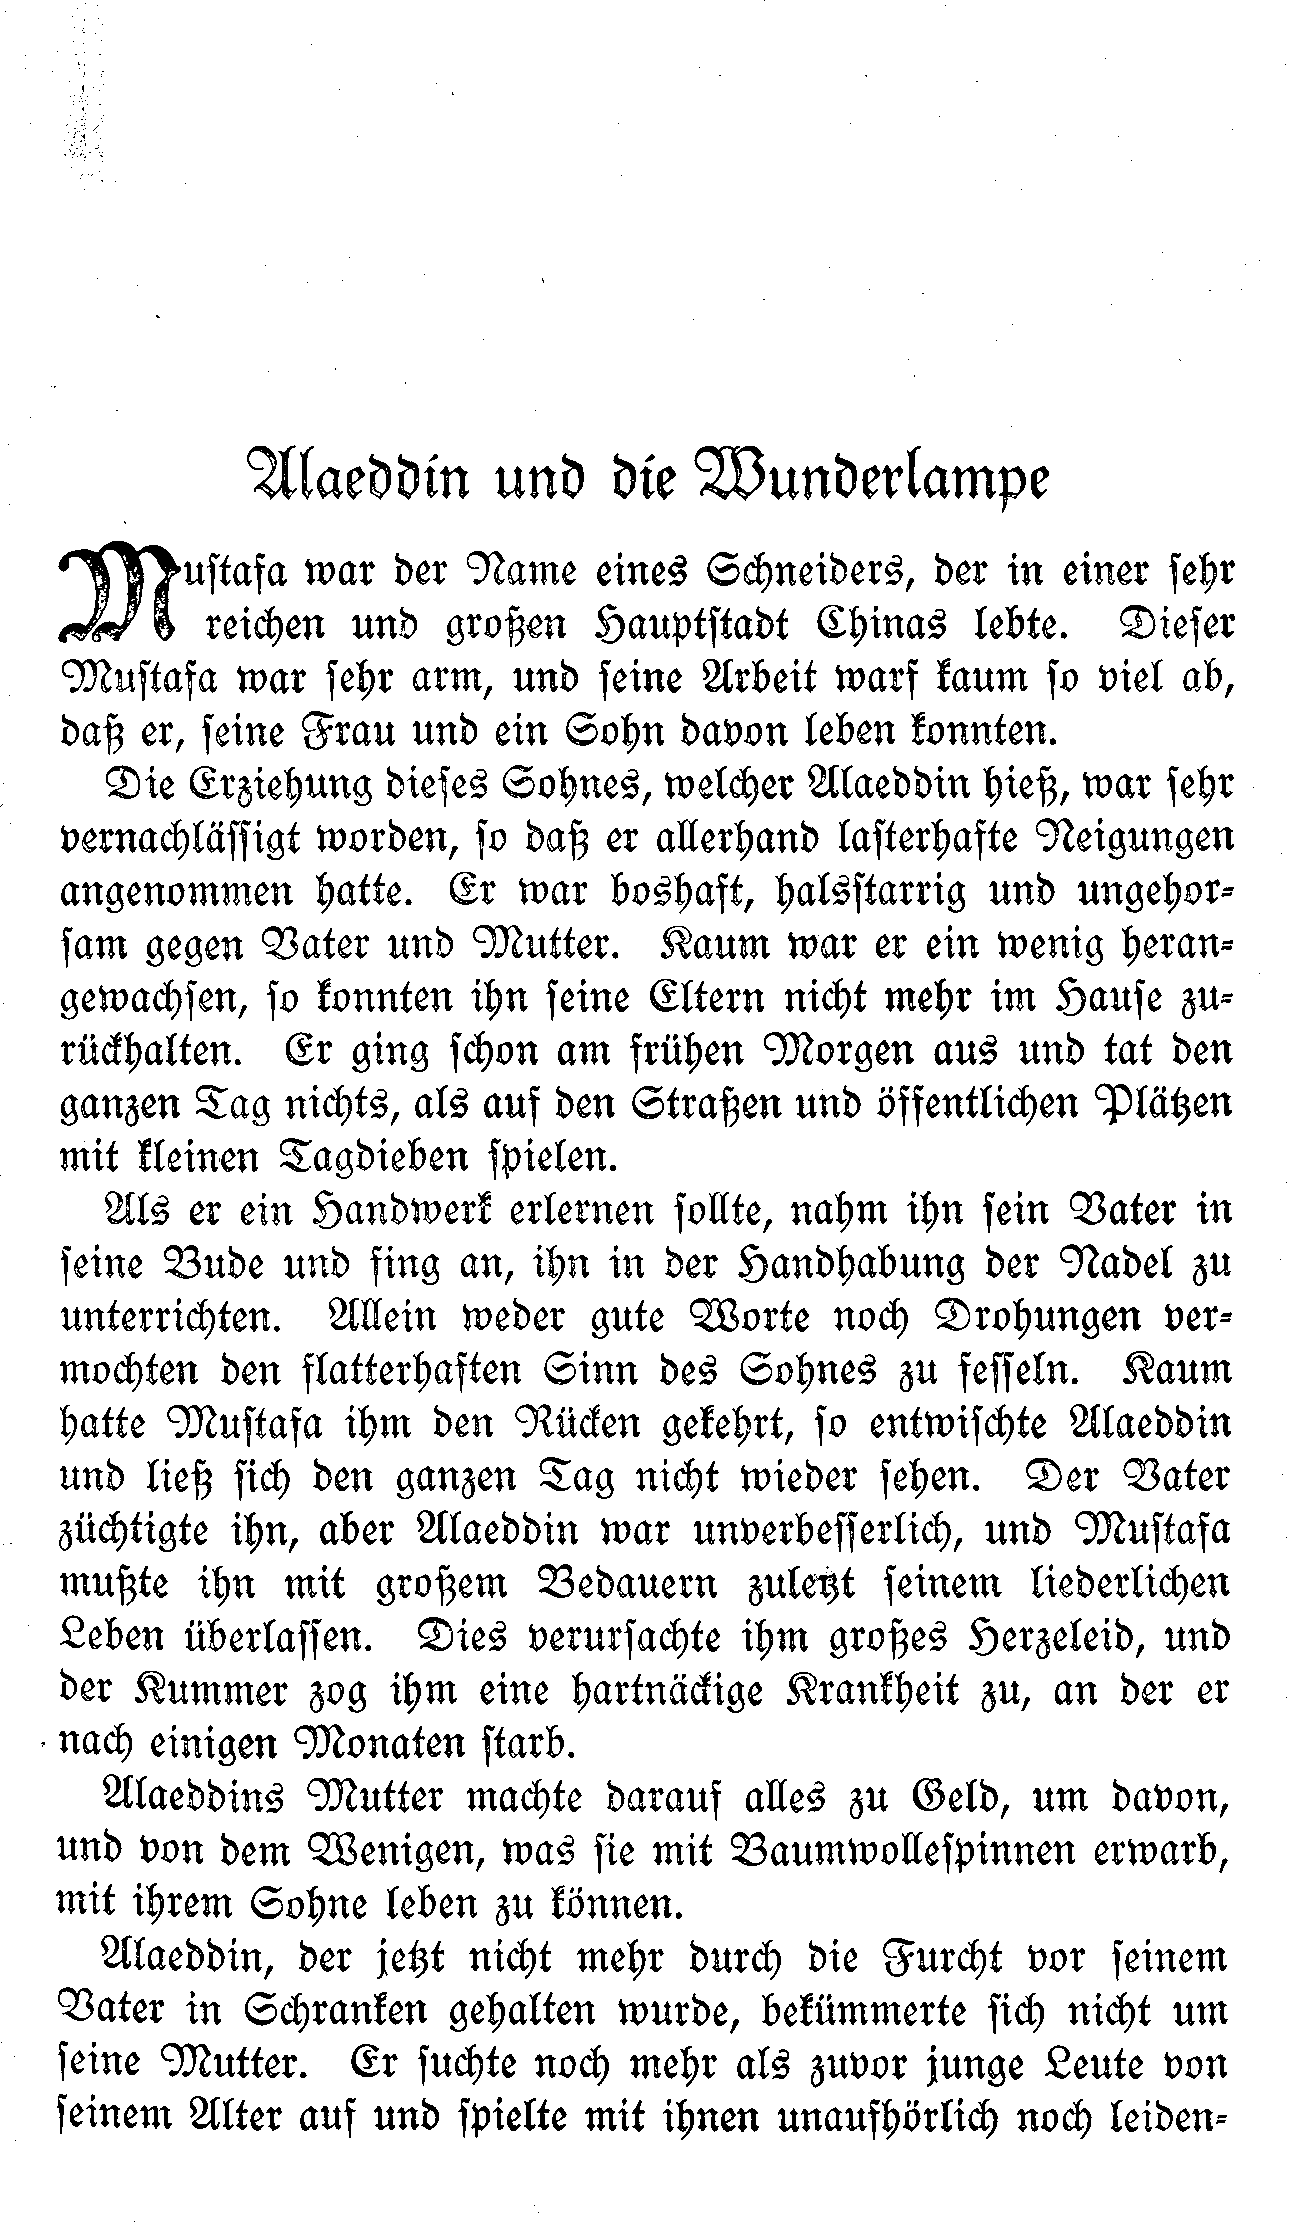 Alaeddin und die Wunderlampe
Mustafa war der Name eines Schneiders, der in einer sehr
reichen und großen Hauptstadt Chinas lebte. Dieser
Mustafa war sehr arm, und seine Arbeit warf kaum so viel ab,
daß er, seine Frau und ein Sohn davon leben konnten.
Die Erziehung dieses Sohnes, welcher Alaeddin hieß, war sehr
vernachlässigt worden, so daß er allerhand lasterhafte Neigungen
angenommen hatte. Er war boshaft, halsstarrig und ungehor-
sam gegen Vater und Mutter. Kaum war er ein wenig heran-
gewachsen, so konnten ihn seine Eltern nicht mehr im Hause zu-
rückhalten. Er ging schon am frühen Morgen aus und tat den
ganzen Tag nichts, als auf den Straßen und öffentlichen Plätzen
mit kleinen Tagdieben spielen.
Als er ein Handwerk erlernen sollte, nahm ihn sein Vater in
seine Bude und fing an, ihn in der Handhabung der Nadel zu
unterrichten. Allein weder gute Worte noch Drohungen ver-
mochten den flatterhaften Sinn des Sohnes zu fesseln. Kaum
hatte Mustafa ihm den Rücken gekehrt, so entwischte Alaeddin
und ließ sich den ganzen Tag nicht wieder sehen. Der Vater
züchtigte ihn, aber Alaeddin war unverbesserlich, und Mustafa
mußte ihn mit großem Bedauern zuletzt seinem liederlichen
Leben überlassen. Dies verursachte ihm großes Herzeleid, und
der Kummer zog ihm eine hartnäckige Krankheit zu, an der er
nach einigen Monaten starb.
Alaeddins Mutter machte darauf alles zu Geld, um davon,
und von dem Wenigen, was sie mit Baumwollespinnen erwarb,
mit ihrem Sohne leben zu können.
Alaeddin, der jetzt nicht mehr durch die Furcht vor seinem
Vater in Schranken gehalten wurde, bekümmerte sich nicht um
seine Mutter. Er suchte noch mehr als zuvor junge Leute von
seinem Alter auf und spielte mit ihnen unaufhörlich noch leiden-